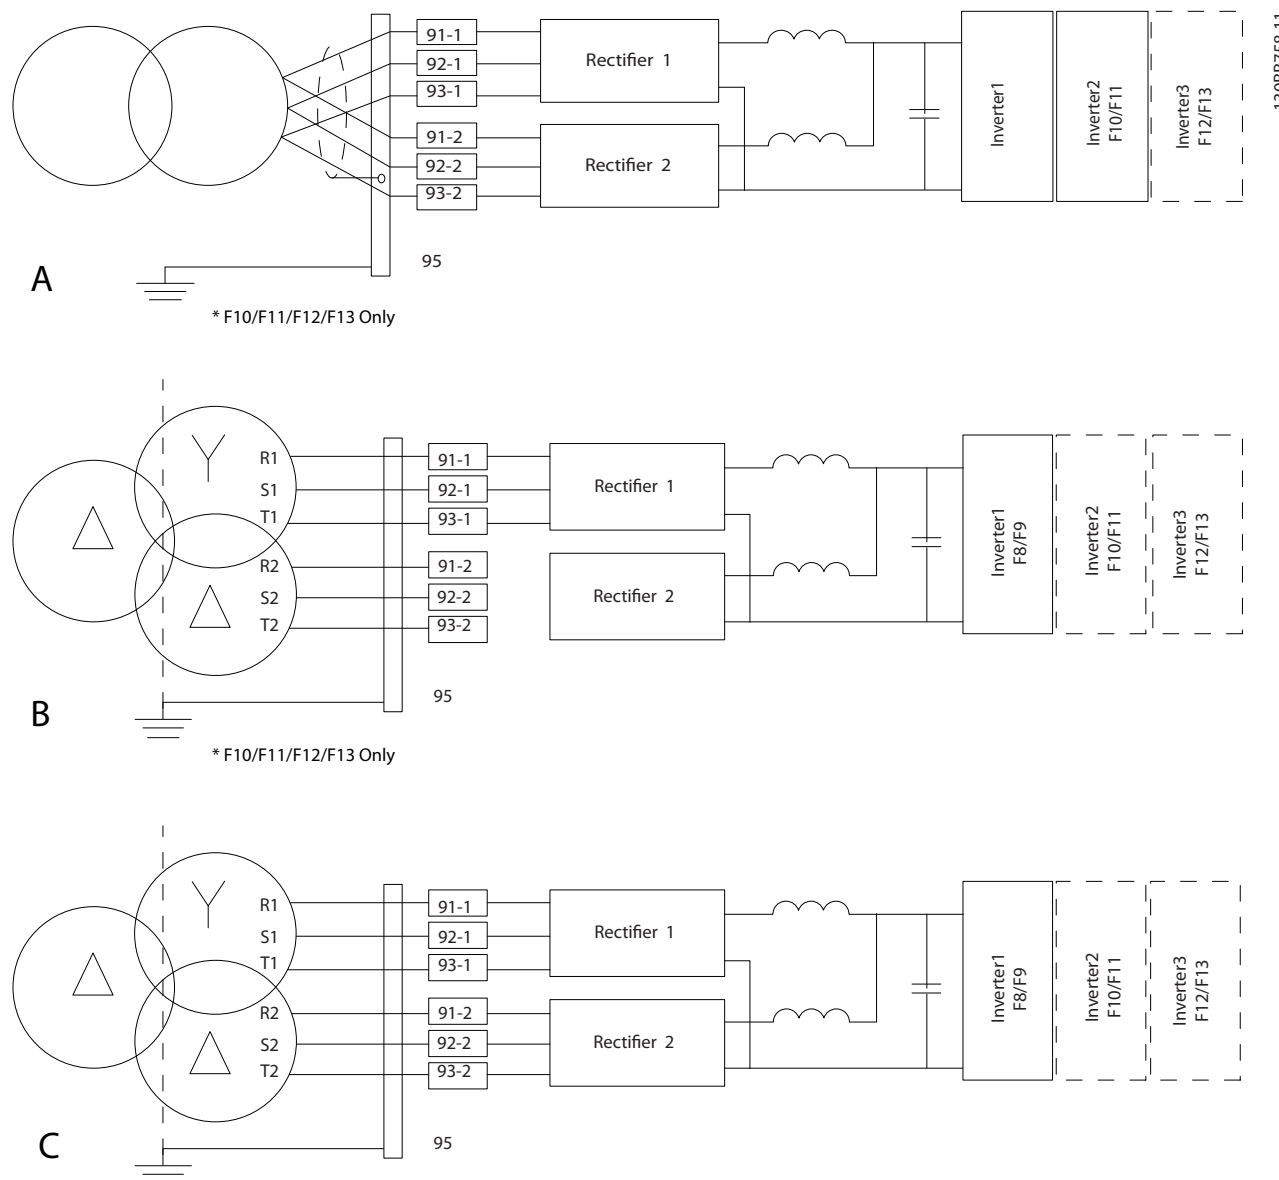 91-1
92-1
93-1
91-2
92-2
93-2
95
Rectifier 1
Rectifier 2
Inverter1
Inverter2
F10/F11
Inverter3
F12/F13
A
* F10/F11/F12/F13 Only
R1
S1
T1
R2
S2
T2
91-1
92-1
93-1
91-2
92-2
93-2
95
Rectifier 1
Rectifier 2
Inverter1
F8/F9
Inverter2
F10/F11
Inverter3
F12/F13
B
* F10/F11/F12/F13 Only
R1
S1
T1
R2
S2
T2
91-1
92-1
93-1
91-2
92-2
93-2
95
Rectifier 1
Rectifier 2
Inverter1
F8/F9
Inverter2
F10/F11
Inverter3
F12/F13
C